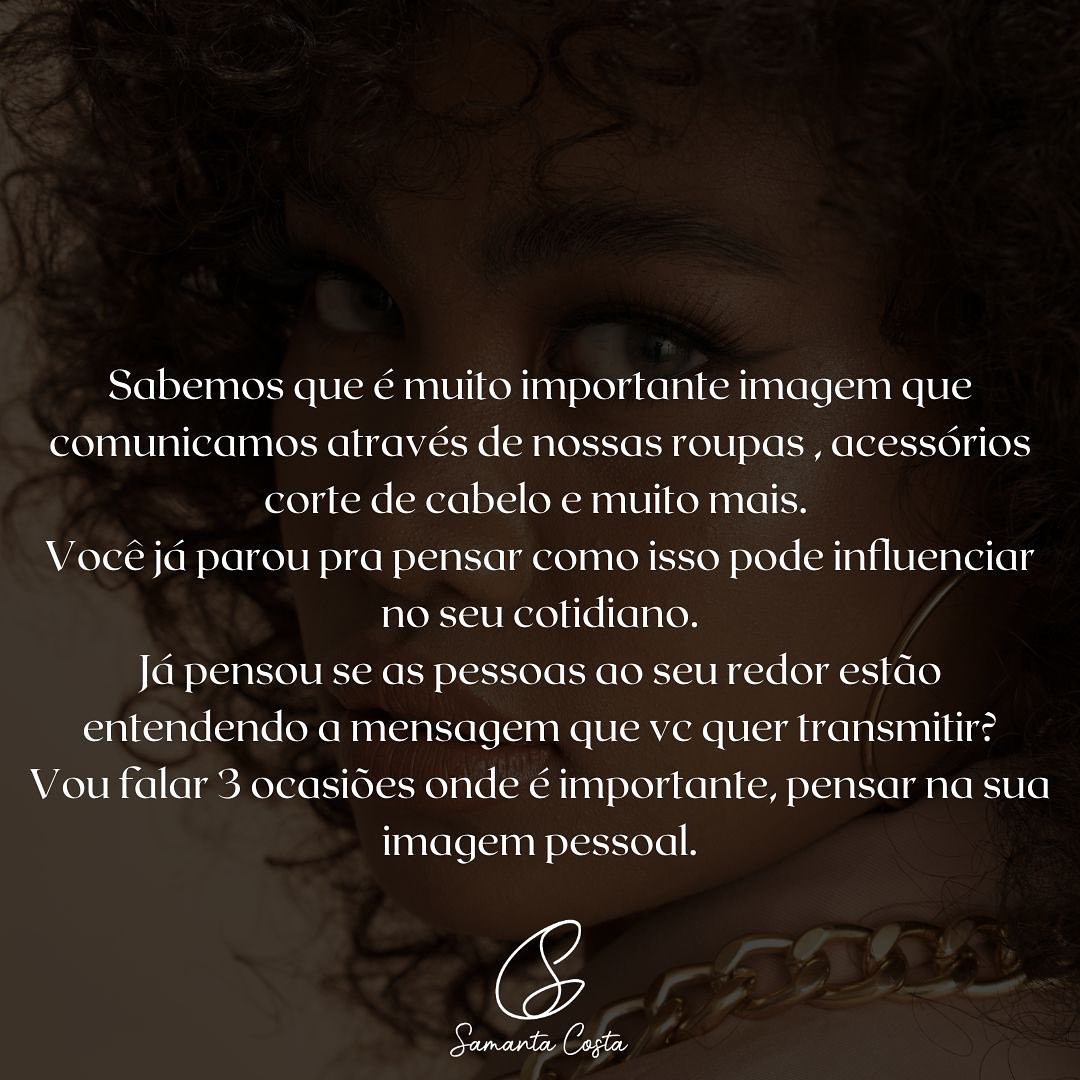 Sabemos que é muito importante imagem que
comunicamos através de nossas roupas , acessórios
corte de cabelo e muito mais.
Você já parou pra pensar como isso pode influenciar
no seu cotidiano.
Já pensou se as pessoas ao seu redor estão
entendendo a mensagem que vc quer transmitir?
Vou falar 3 ocasiões onde é importante, pensar na sua
imagem pessoal.
S
Samanta Costa